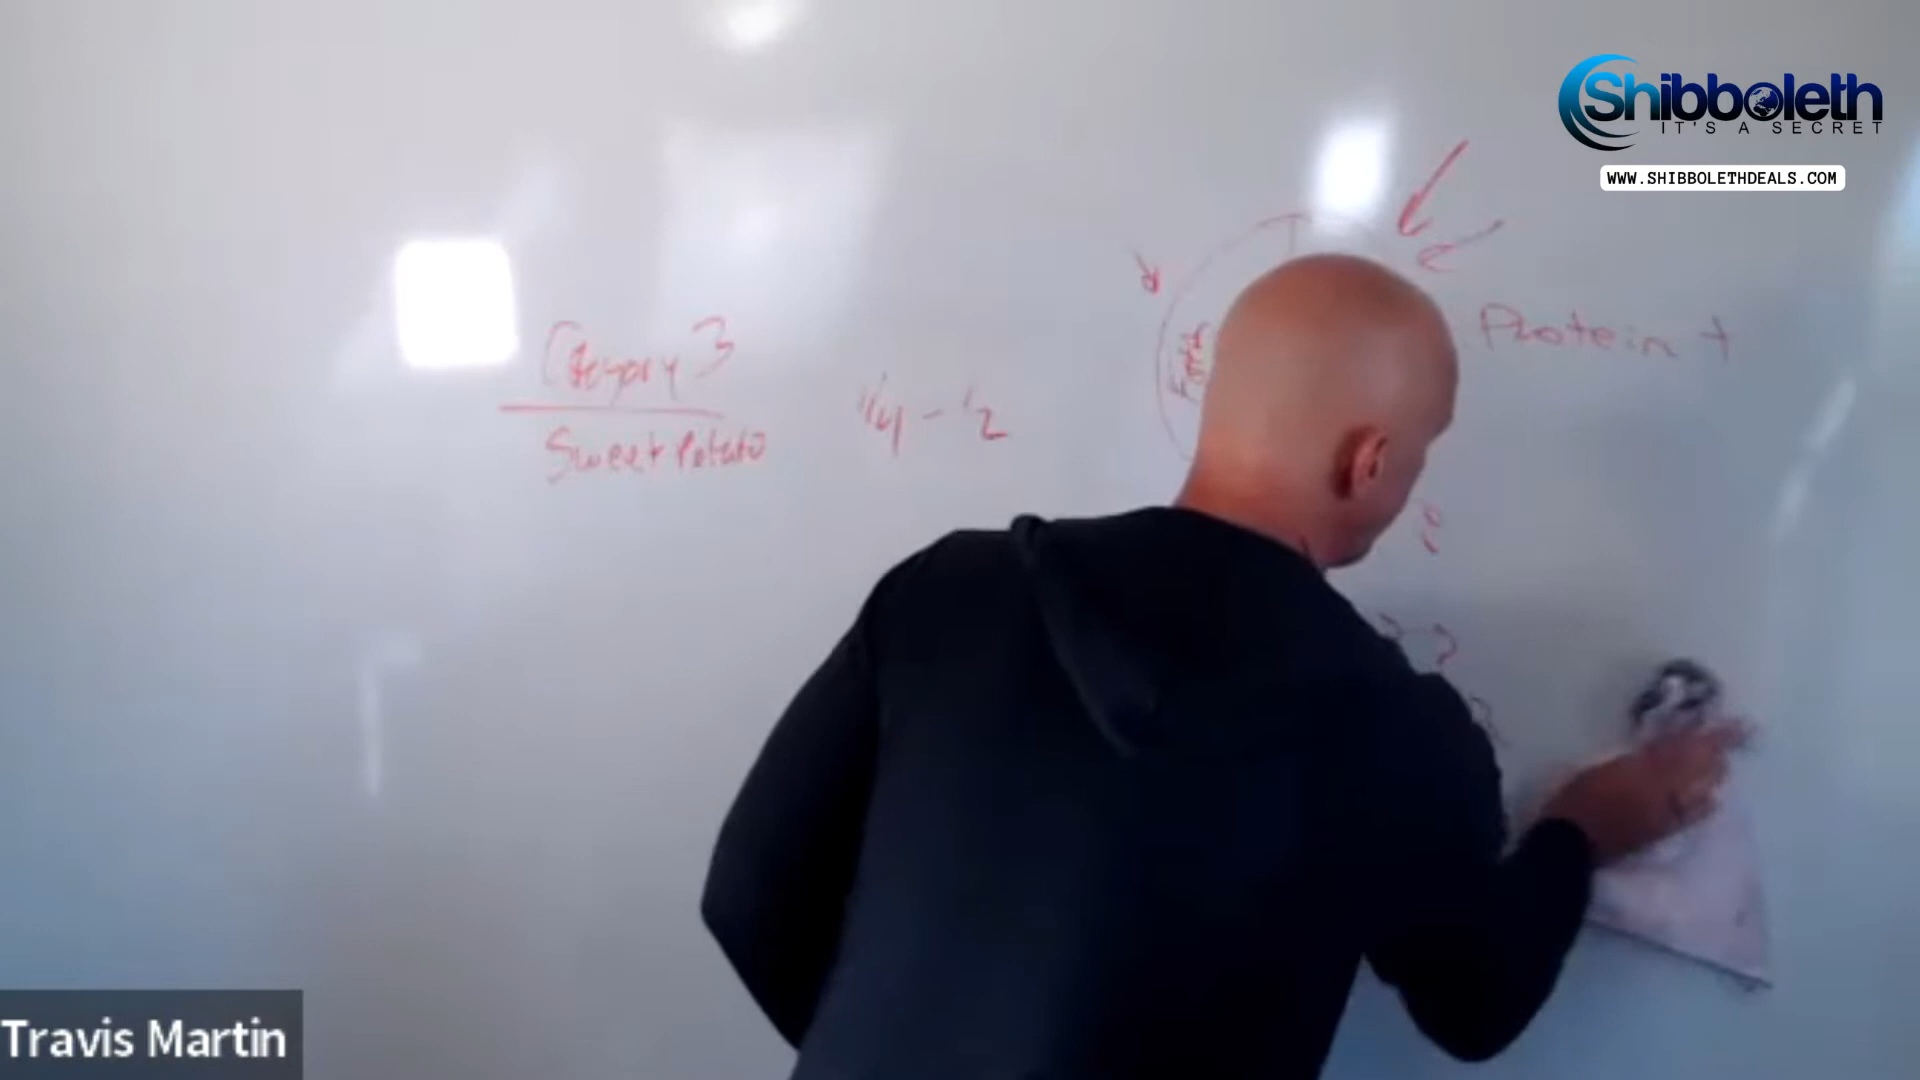 Shibboleth
IT'S A SECRET
WWW.SHIBBOLETHDEALS.COM
Category 3
Sweet Potato
1/4 - 1/2
Protein +
Travis Martin